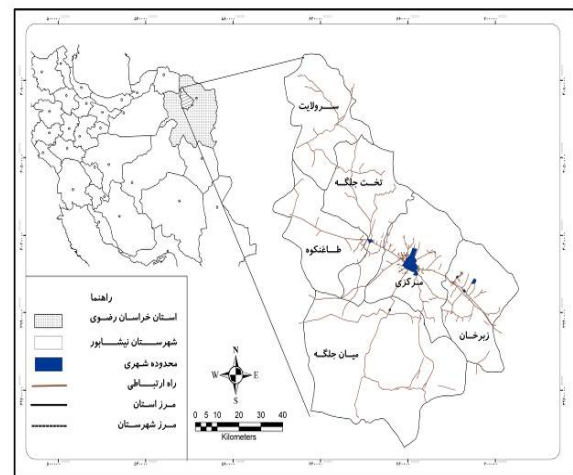 سرولایت
تخت جلگه
طاغنکوه
مرکزی
زبرخان
میان جلگه
راهنما
استان خراسان رضوی
شهرستان نیشابور
محدوده شهری
راه ارتباطی
مرز استان
مرز شهرستان
N
W E
S
0 5 10 20 30 40
Kilometers